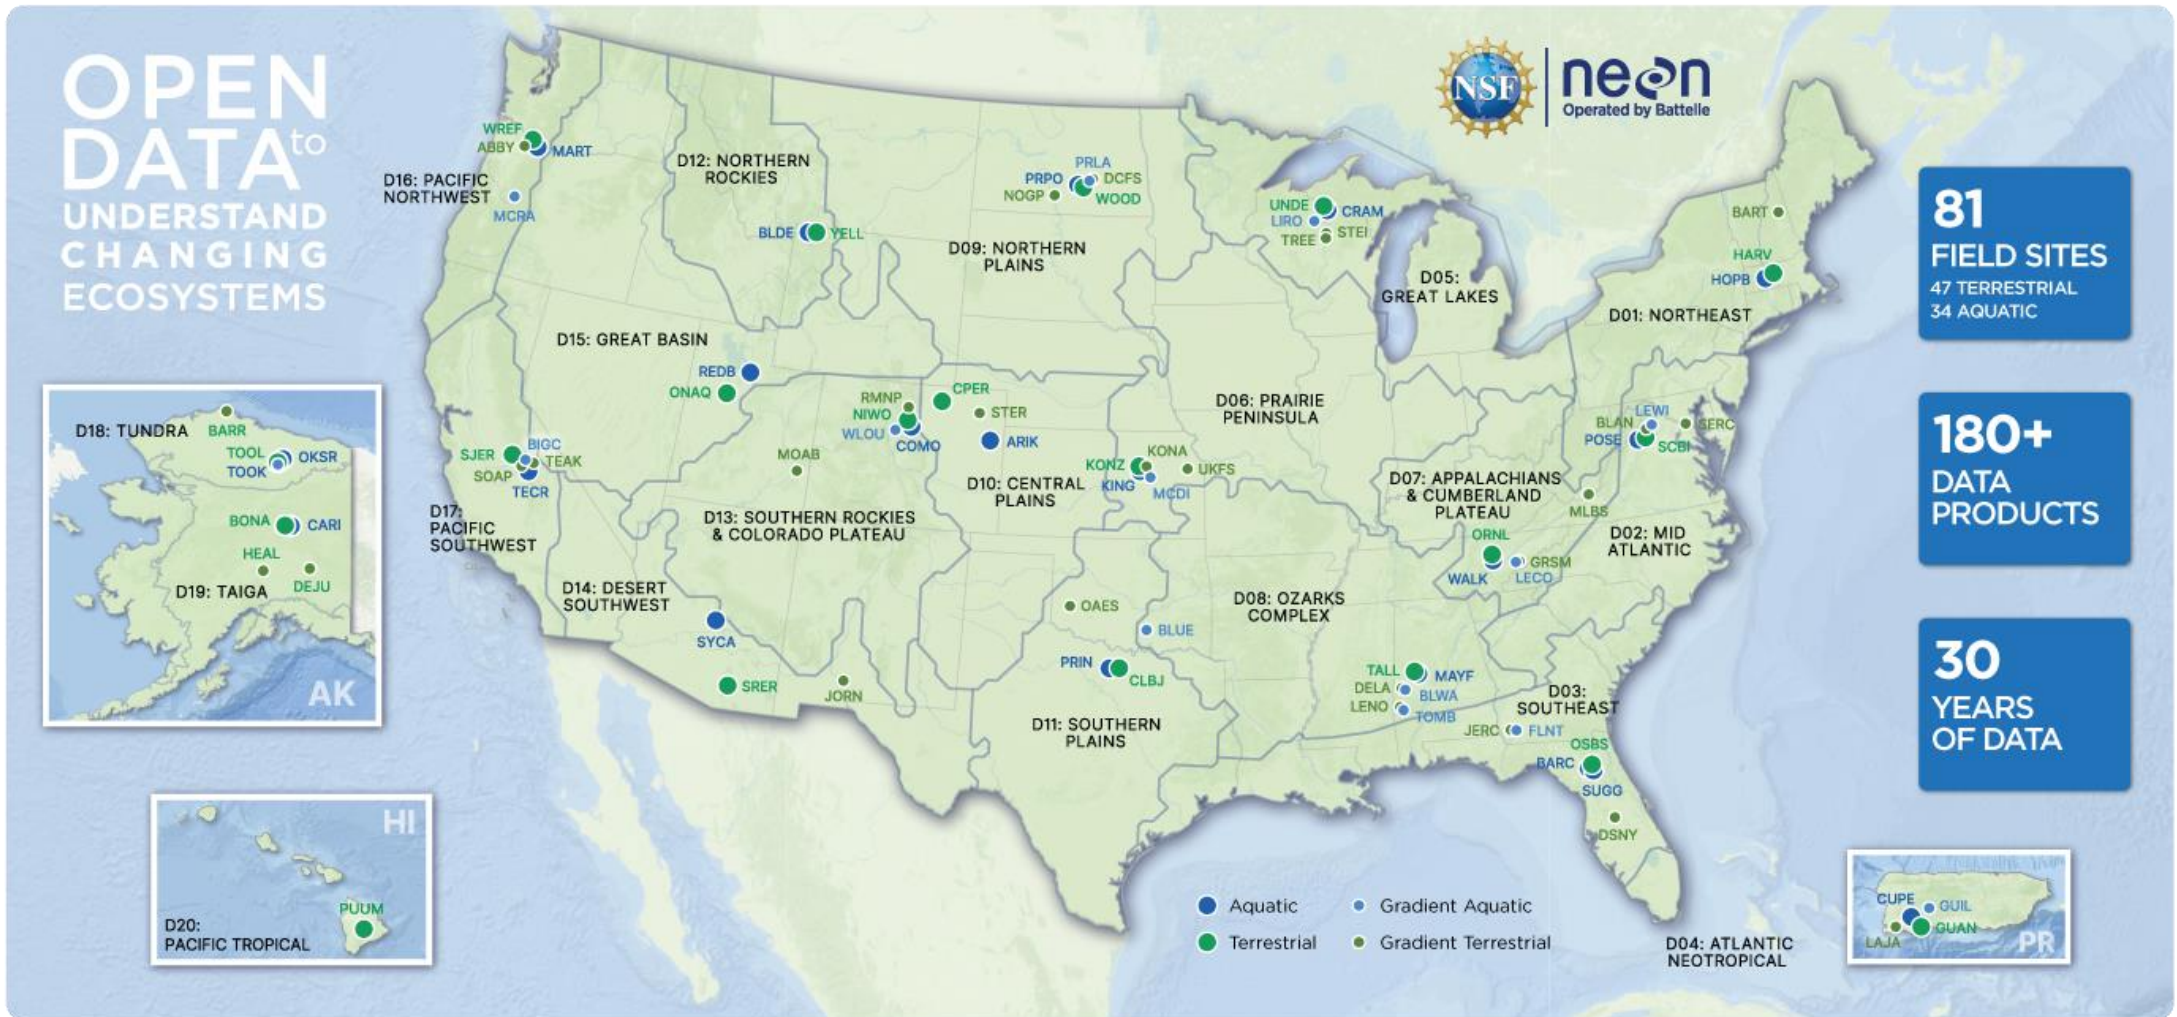 OPEN
DATA to
UNDERSTAND
CHANGING
ECOSYSTEMS
NSF
neon
Operated by Battelle
81
FIELD SITES
47 TERRESTRIAL
34 AQUATIC
180+
DATA
PRODUCTS
30
YEARS
OF DATA
D16: PACIFIC
NORTHWEST
WREF
ABBY
MART
MCRA
D12: NORTHERN
ROCKIES
BLDE
YELL
D09: NORTHERN
PLAINS
PRLA
PRPO
DCFS
NOGP
WOOD
UNDE
CRAM
LIRO
STEI
TREE
D05:
GREAT LAKES
BART
HARV
HOPB
D01: NORTHEAST
D15: GREAT BASIN
REDB
ONAQ
RMNP
NIWO
WLOU
COMO
CPER
STER
ARIK
MOAB
D10: CENTRAL
PLAINS
D06: PRAIRIE
PENINSULA
KONA
KONZ
UKFS
KING
MCDI
LEWI
BLAN
SERC
POSE
SCBI
D07: APPALACHIANS
& CUMBERLAND
PLATEAU
MLBS
ORNL
GRSM
WALK
LECO
D02: MID
ATLANTIC
SJER
BIGC
TEAK
SOAP
TECR
D17:
PACIFIC
SOUTHWEST
D13: SOUTHERN ROCKIES
& COLORADO PLATEAU
D14: DESERT
SOUTHWEST
SYCA
SRER
JORN
OAES
BLUE
PRIN
CLBJ
D08: OZARKS
COMPLEX
D11: SOUTHERN
PLAINS
TALL
MAYF
DELA
BLWA
LENO
TOMB
D03:
SOUTHEAST
JERC
FLNT
OSBS
BARC
SUGG
DSNY
D04: ATLANTIC
NEOTROPICAL
D18: TUNDRA
BARR
TOOL
OKSR
TOOK
BONA
CARI
HEAL
DEJU
D19: TAIGA
AK
HI
PUUM
D20:
PACIFIC TROPICAL
Aquatic
Gradient Aquatic
Terrestrial
Gradient Terrestrial
CUPE
GUIL
GUAN
LAJA
PR